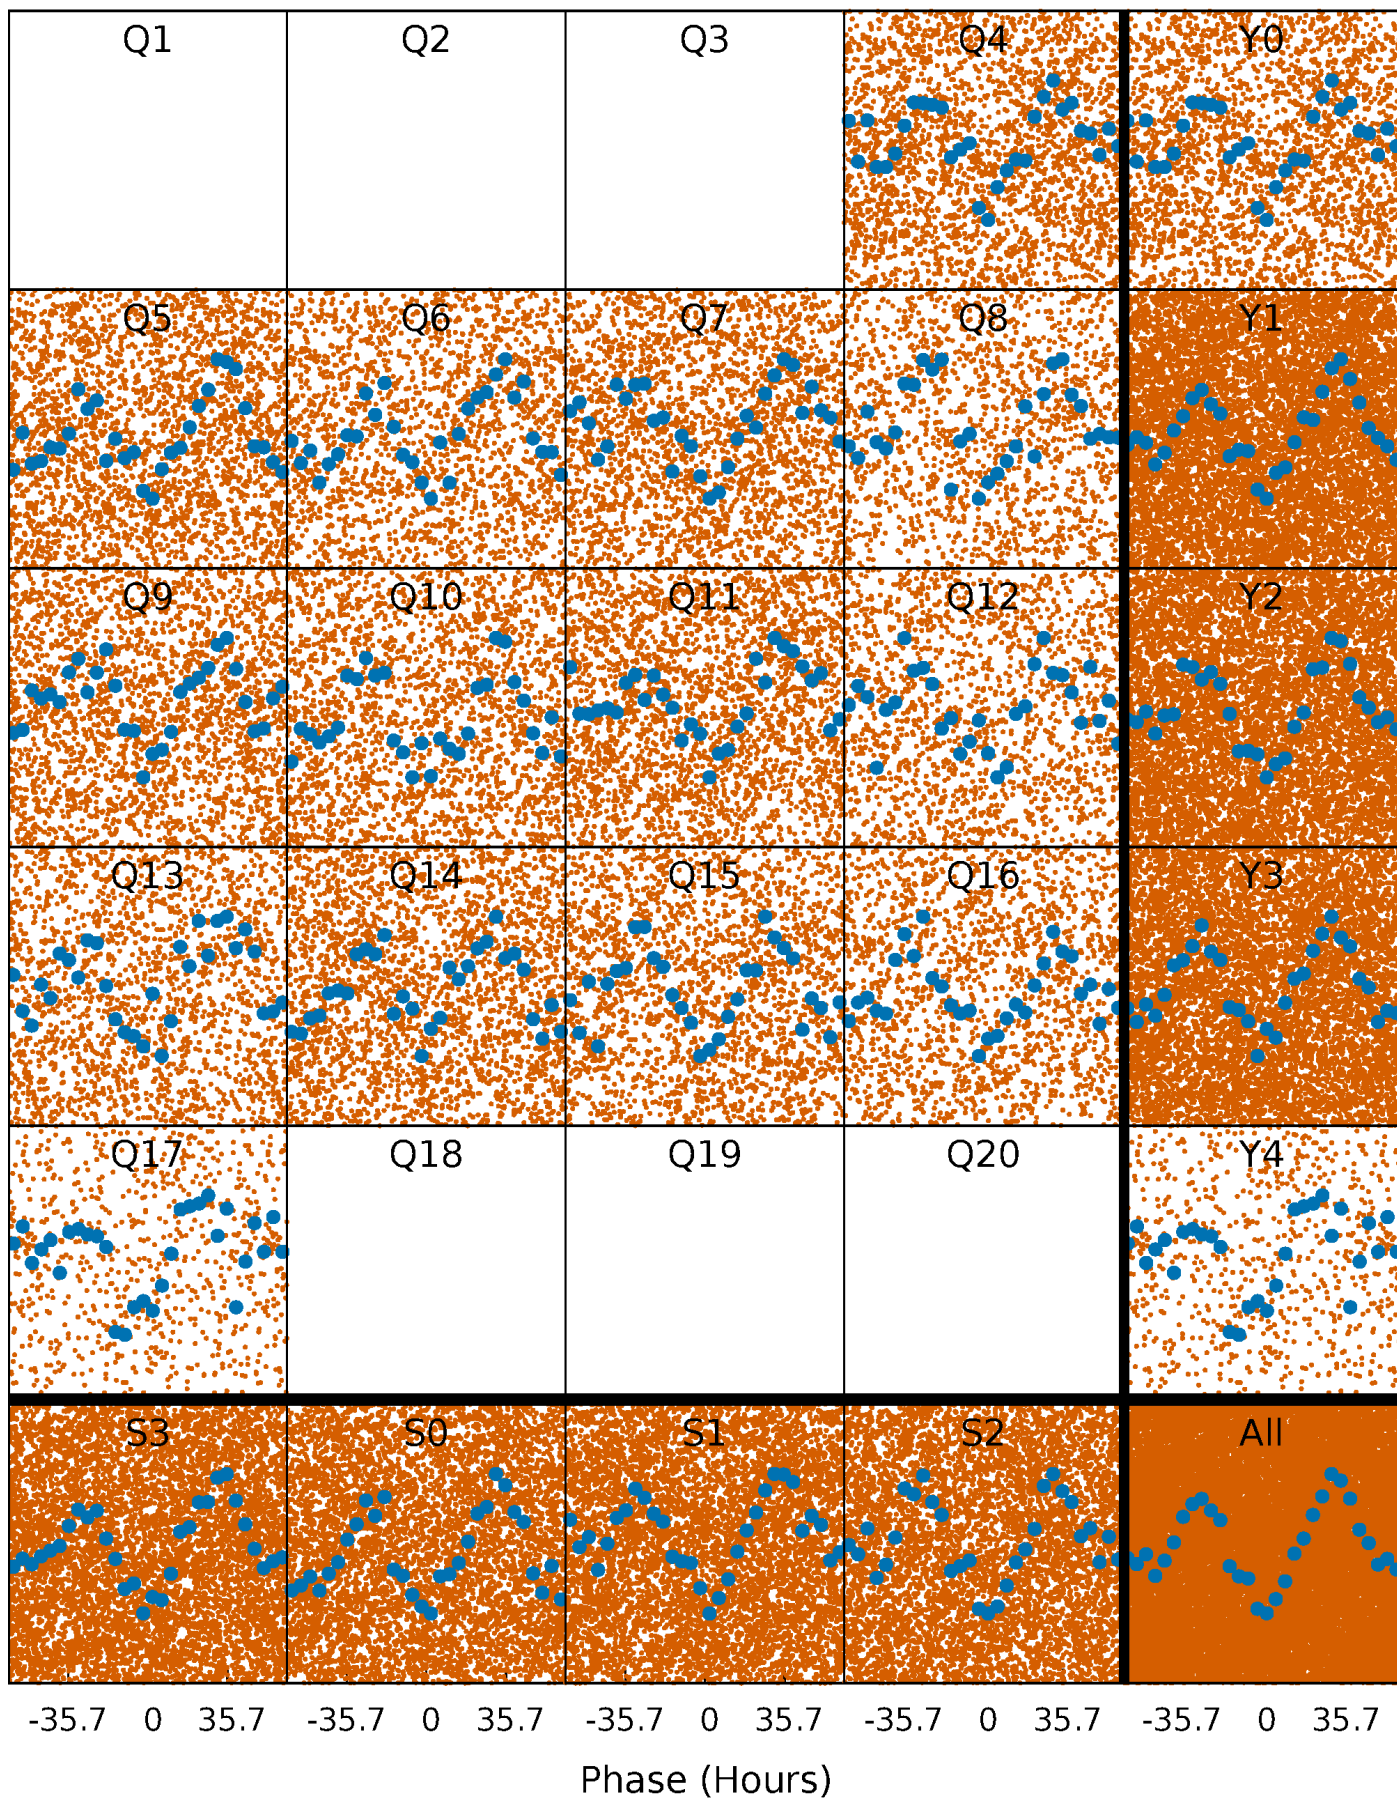 Q1 Q2 Q3 Q4 Y0
Q5 Q6 Q7 Q8 Y1
Q9 Q10 Q11 Q12 Y2
Q13 Q14 Q15 Q16 Y3
Q17 Q18 Q19 Q20 Y4
S3 S0 S1 S2 All
-35.7 0 35.7 -35.7 0 35.7 -35.7 0 35.7 -35.7 0 35.7 -35.7 0 35.7
Phase (Hours)